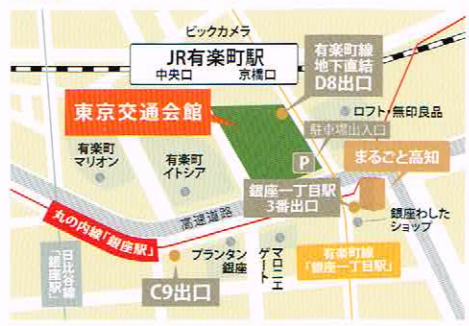 ビックカメラ
JR有楽町駅
中央口 京橋口
有楽町線
地下直結
D8出口
東京交通会館
ロフト・無印良品
駐車場出入口
P
まるごと高知
有楽町
マリオン
有楽町
イトシア
銀座一丁目駅
3番出口
高速道路
丸の内線「銀座駅」
銀座わした
ショップ
日比谷線
「銀座駅」
プランタン
銀座
マロニエ
ゲート
有楽町線
「銀座一丁目駅」
C9出口